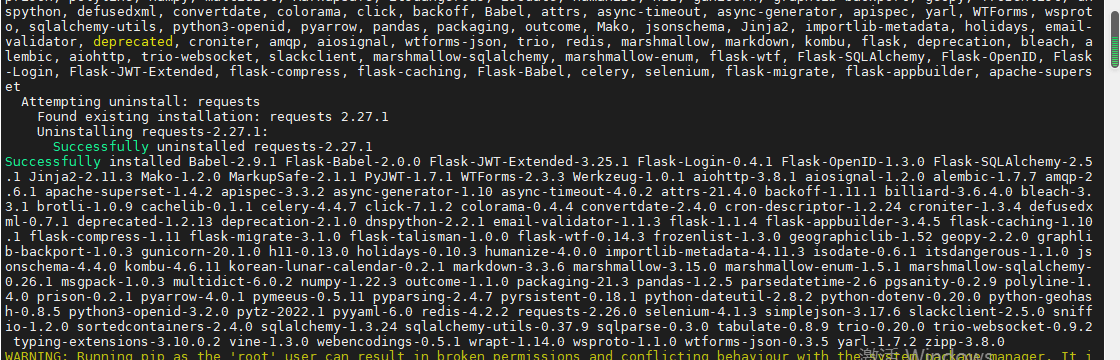 spython, defusedxml, convertdate, colorama, click, backoff, Babel, attrs, async-timeout, async-generator, apispec, yarl, WTForms, wsprot
o, sqlalchemy-utils, python3-openid, pyarrow, pandas, packaging, outcome, Mako, jsonschema, Jinja2, importlib-metadata, holidays, email-
validator, deprecated, croniter, amqp, aiosignal, wtforms-json, trio, redis, marshmallow, markdown, kombu, flask, deprecation, bleach, a
lembic, aiohttp, trio-websocket, slackclient, marshmallow-sqlalchemy, marshmallow-enum, flask-wtf, Flask-SQLAlchemy, Flask-OpenID, Flask
-Login, Flask-JWT-Extended, flask-compress, flask-caching, Flask-Babel, celery, selenium, flask-migrate, flask-appbuilder, apache-supers
et
Attempting uninstall: requests
Found existing installation: requests 2.27.1
Uninstalling requests-2.27.1:
Successfully uninstalled requests-2.27.1
Successfully installed Babel-2.9.1 Flask-Babel-2.0.0 Flask-JWT-Extended-3.25.1 Flask-Login-0.4.1 Flask-OpenID-1.3.0 Flask-SQLAlchemy-2.5
.1 Jinja2-2.11.3 Mako-1.2.0 MarkupSafe-2.1.1 PyJWT-1.7.1 WTForms-2.3.3 Werkzeug-1.0.1 aiohttp-3.8.1 aiosignal-1.2.0 alembic-1.7.7 amqp-2
.6.1 apache-superset-1.4.2 apispec-3.3.2 async-generator-1.10 async-timeout-4.0.2 attrs-21.4.0 backoff-1.11.1 billiard-3.6.4.0 bleach-3.
3.1 brotli-1.0.9 cachelib-0.1.1 celery-4.4.7 click-7.1.2 colorama-0.4.4 convertdate-2.4.0 cron-descriptor-1.2.24 croniter-1.3.4 defusedx
ml-0.7.1 deprecated-1.2.13 deprecation-2.1.0 dnspython-2.2.1 email-validator-1.1.3 flask-1.1.4 flask-appbuilder-3.4.5 flask-caching-1.10
.1 flask-compress-1.11 flask-migrate-3.1.0 flask-talisman-1.0.0 flask-wtf-0.14.3 frozenlist-1.3.0 geographiclib-1.52 geopy-2.2.0 graphli
b-backport-1.0.3 gunicorn-20.1.0 h11-0.13.0 holidays-0.10.3 humanize-4.0.0 importlib-metadata-4.11.3 isodate-0.6.1 itsdangerous-1.1.0 js
onschema-4.4.0 kombu-4.6.11 korean-lunar-calendar-0.2.1 markdown-3.3.6 marshmallow-3.15.0 marshmallow-enum-1.5.1 marshmallow-sqlalchemy-
0.26.1 msgpack-1.0.3 multidict-6.0.2 numpy-1.22.3 outcome-1.1.0 packaging-21.3 pandas-1.2.5 parsedatetime-2.6 pgsanity-0.2.9 polyline-1.
4.0 prison-0.2.1 pyarrow-4.0.1 pymeeus-0.5.11 pyparsing-2.4.7 pyrsistent-0.18.1 python-dateutil-2.8.2 python-dotenv-0.20.0 python-geohas
h-0.8.5 python3-openid-3.2.0 pytz-2022.1 pyyaml-6.0 redis-4.2.2 requests-2.26.0 selenium-4.1.3 simplejson-3.17.6 slackclient-2.5.0 sniff
io-1.2.0 sortedcontainers-2.4.0 sqlalchemy-1.3.24 sqlalchemy-utils-0.37.9 sqlparse-0.3.0 tabulate-0.8.9 trio-0.20.0 trio-websocket-0.9.2
typing-extensions-3.10.0.2 vine-1.3.0 webencodings-0.5.1 wrapt-1.14.0 wsproto-1.1.0 wtforms-json-0.3.5 yarl-1.7.2 zipp-3.8.0
WARNING: Running pip as the 'root' user can result in broken permissions and conflicting behaviour with the system package manager. It i